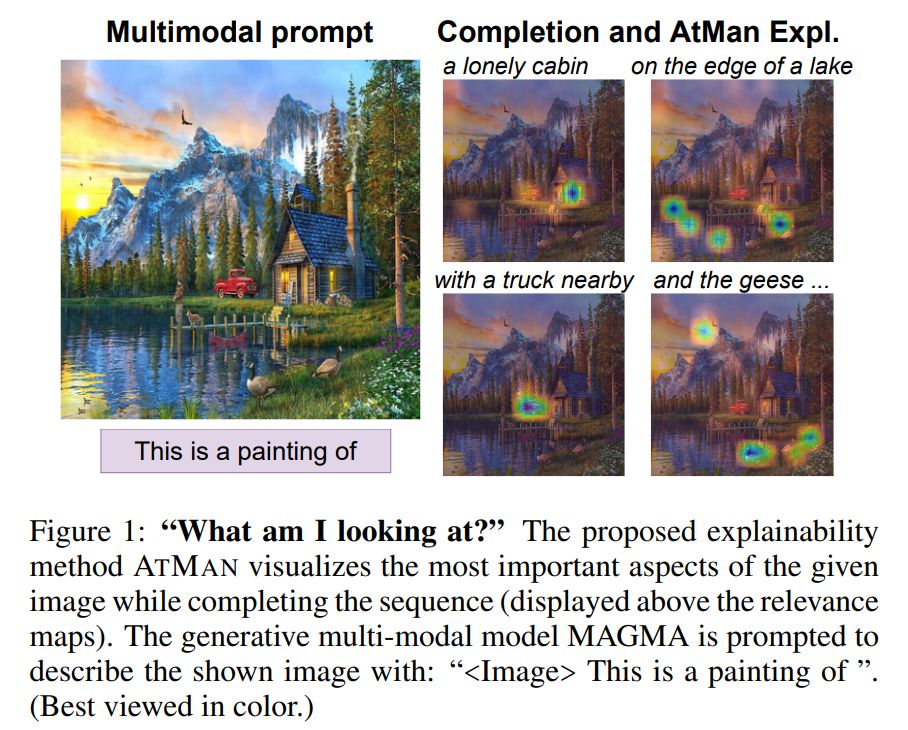 Multimodal prompt
Completion and AtMan Expl.
a lonely cabin
on the edge of a lake
with a truck nearby
and the geese ...
This is a painting of
Figure 1: “What am I looking at?” The proposed explainability
method ATMAN visualizes the most important aspects of the given
image while completing the sequence (displayed above the relevance
maps). The generative multi-modal model MAGMA is prompted to
describe the shown image with: “<Image> This is a painting of ”.
(Best viewed in color.)